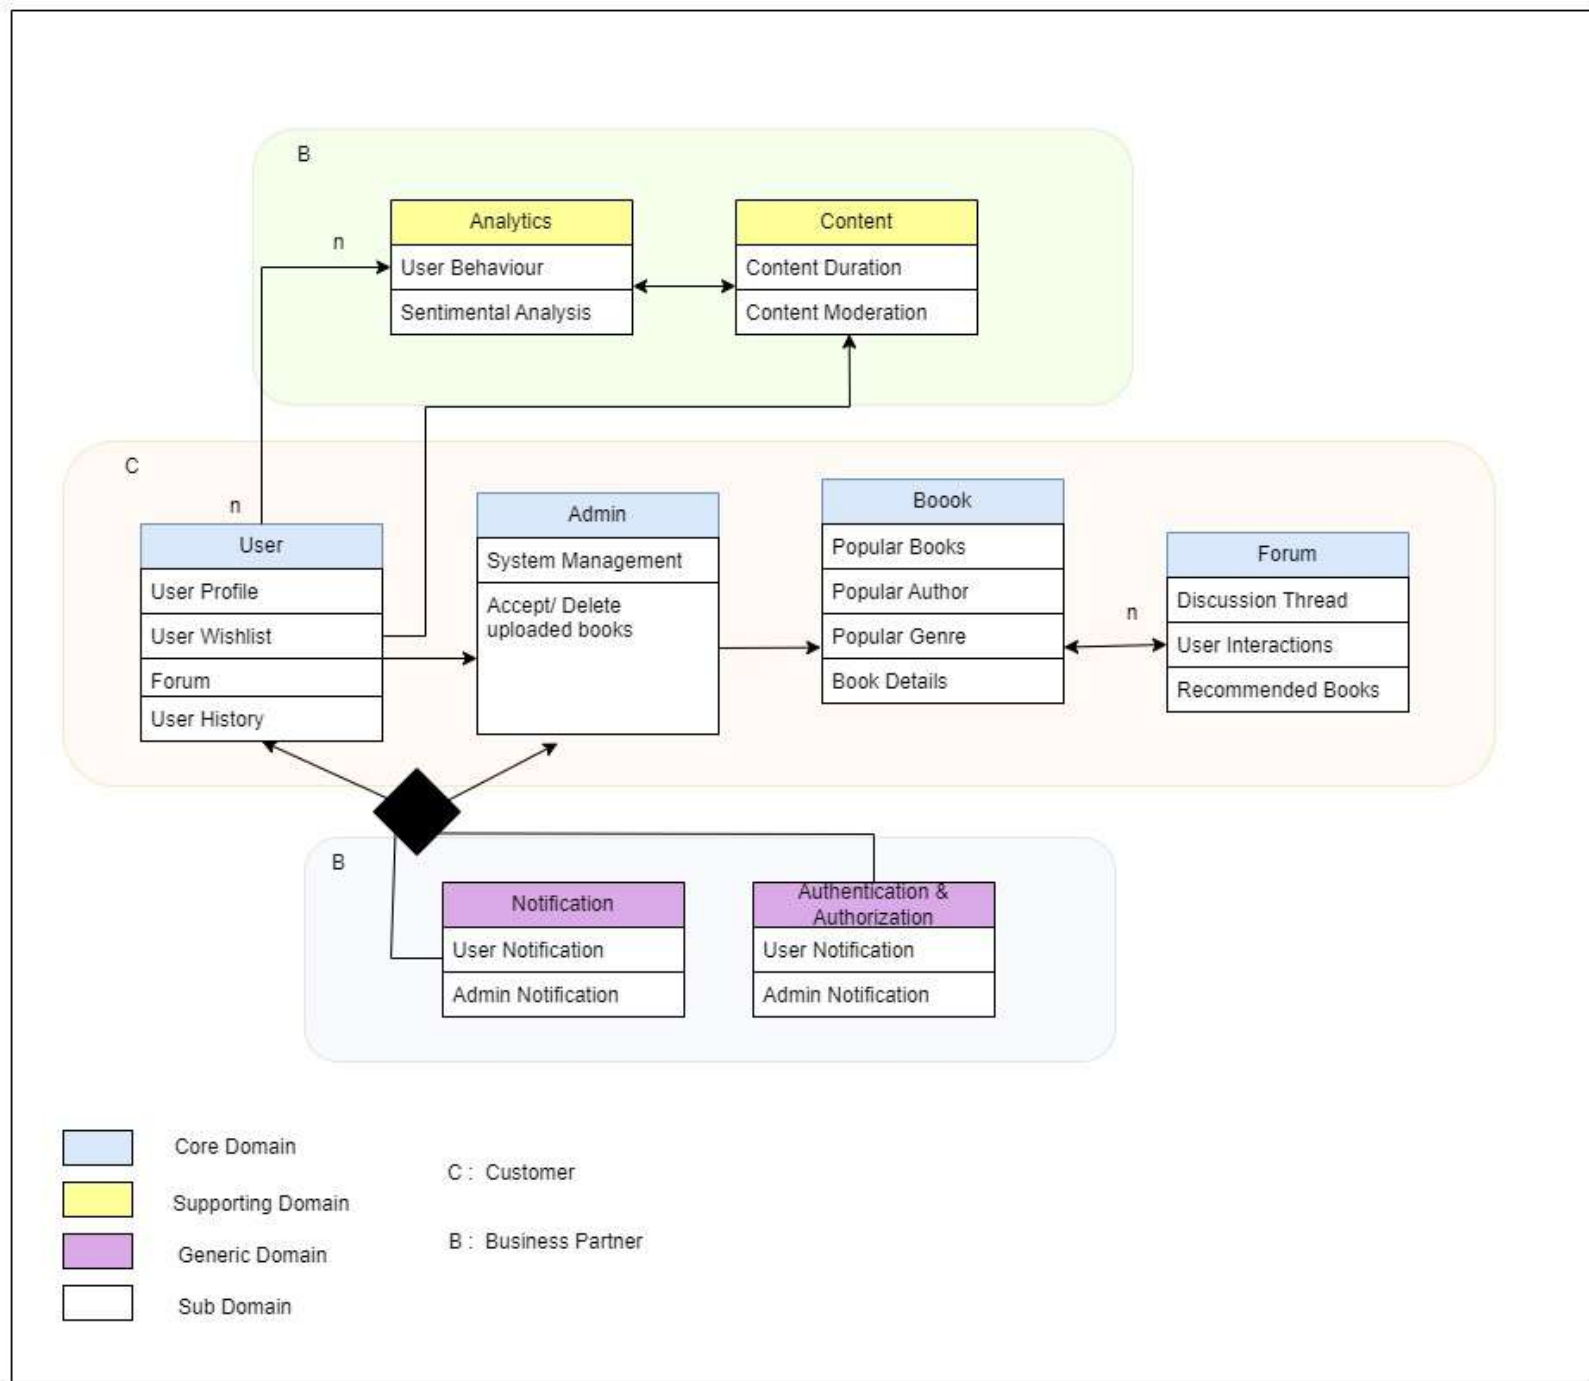 B
Analytics
User Behaviour
Sentimental Analysis
Content
Content Duration
Content Moderation
n
C
n
User
User Profile
User Wishlist
Forum
User History
Admin
System Management
Accept/ Delete
uploaded books
Boook
Popular Books
Popular Author
Popular Genre
Book Details
n
Forum
Discussion Thread
User Interactions
Recommended Books
B
Notification
User Notification
Admin Notification
Authentication &
Authorization
User Notification
Admin Notification
Core Domain
Supporting Domain
Generic Domain
Sub Domain
C : Customer
B : Business Partner